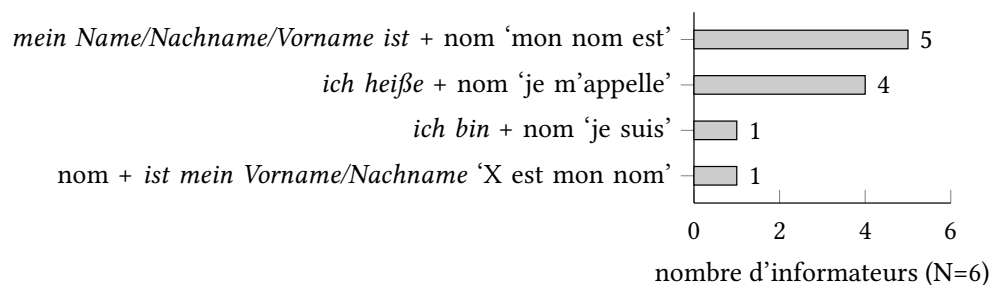 mein Name/Nachname/Vorname ist + nom ‘mon nom est’ 5
ich heiße + nom ‘je m’appelle’ 4
ich bin + nom ‘je suis’ 1
nom + ist mein Vorname/Nachname ‘X est mon nom’ 1
0 2 4 6
nombre d’informateurs (N=6)